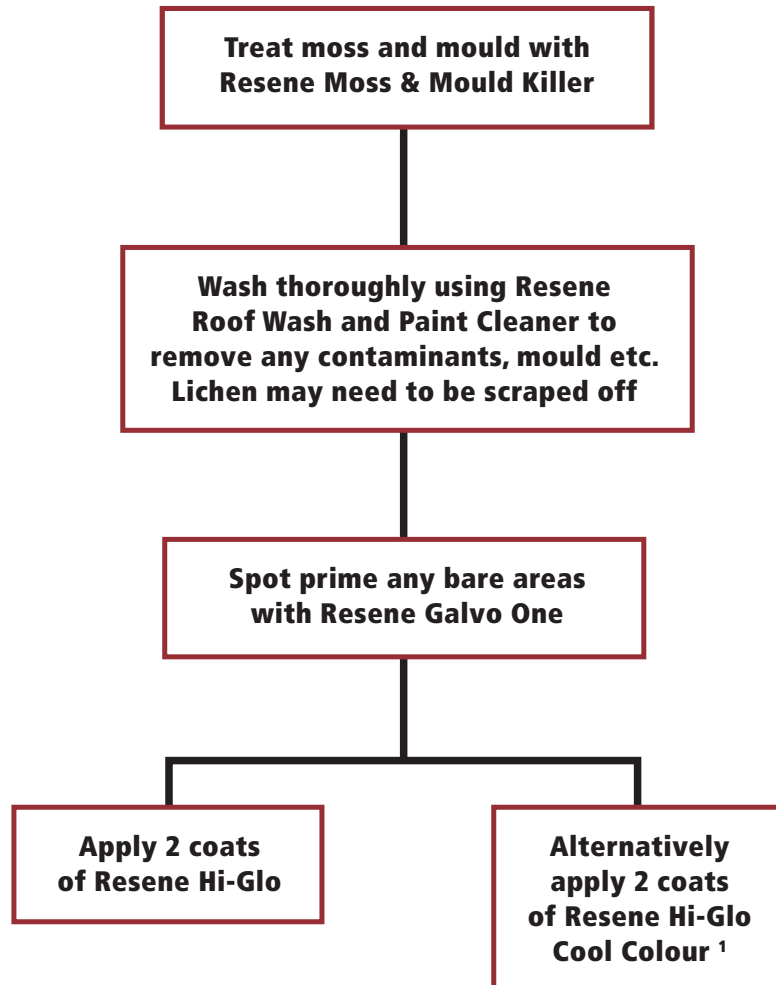 Treat moss and mould with
Resene Moss & Mould Killer
Wash thoroughly using Resene
Roof Wash and Paint Cleaner to
remove any contaminants, mould etc.
Lichen may need to be scraped off
Spot prime any bare areas
with Resene Galvo One
Apply 2 coats
of Resene Hi-Glo
Alternatively
apply 2 coats
of Resene Hi-Glo
Cool Colour ¹